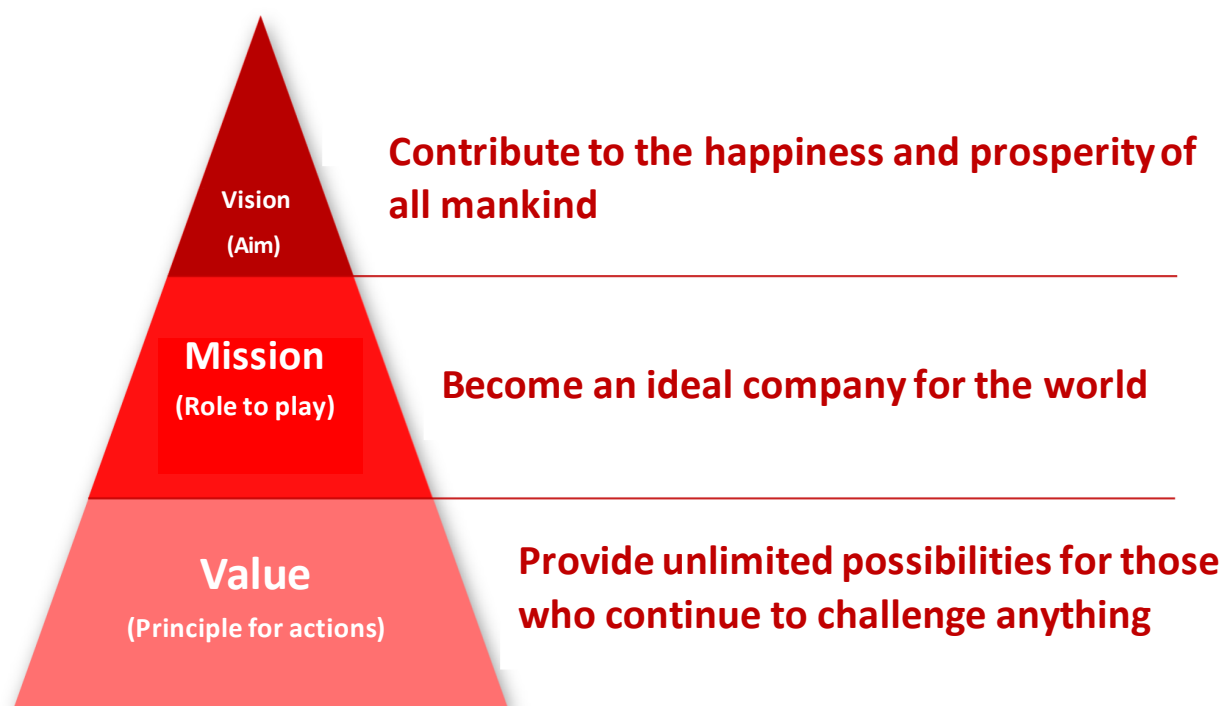 Contribute to the happiness and prosperity of
all mankind
Vision
(Aim)
Mission
(Role to play)
Become an ideal company for the world
Value
(Principle for actions)
Provide unlimited possibilities for those
who continue to challenge anything